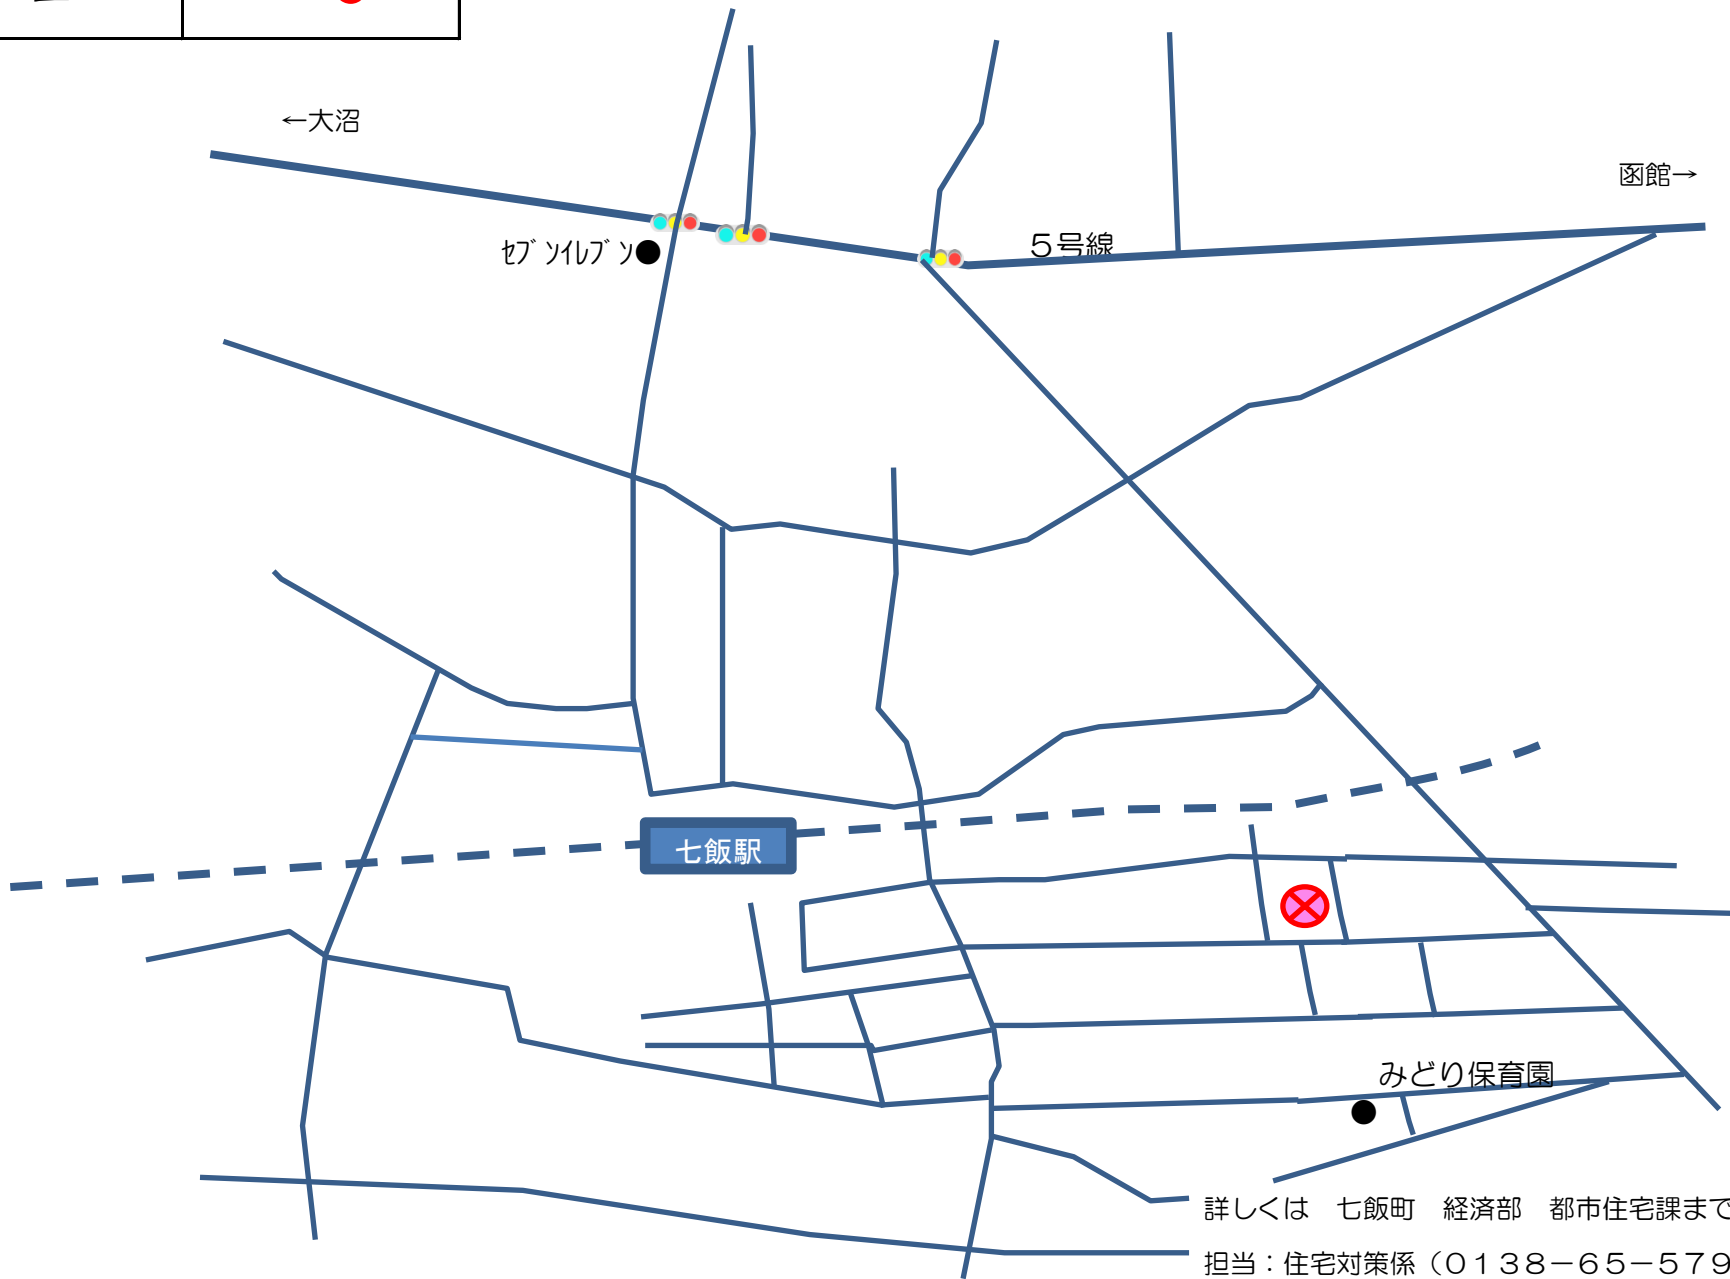 ←大沼
函館→
５号線
ｾﾌﾞﾝｲﾚﾌﾞﾝ
七飯駅
みどり保育園
詳しくは　七飯町　経済部　都市住宅課まで
担当：住宅対策係（０１３８－６５－５７９